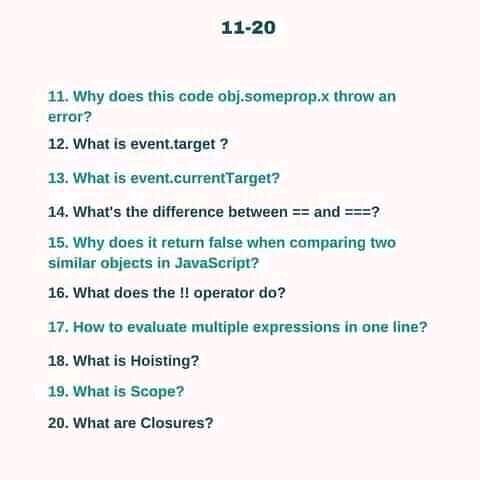 11-20
11. Why does this code obj.someprop.x throw an
error?
12. What is event.target ?
13. What is event.currentTarget?
14. What's the difference between == and ===?
15. Why does it return false when comparing two
similar objects in JavaScript?
16. What does the !! operator do?
17. How to evaluate multiple expressions in one line?
18. What is Hoisting?
19. What is Scope?
20. What are Closures?